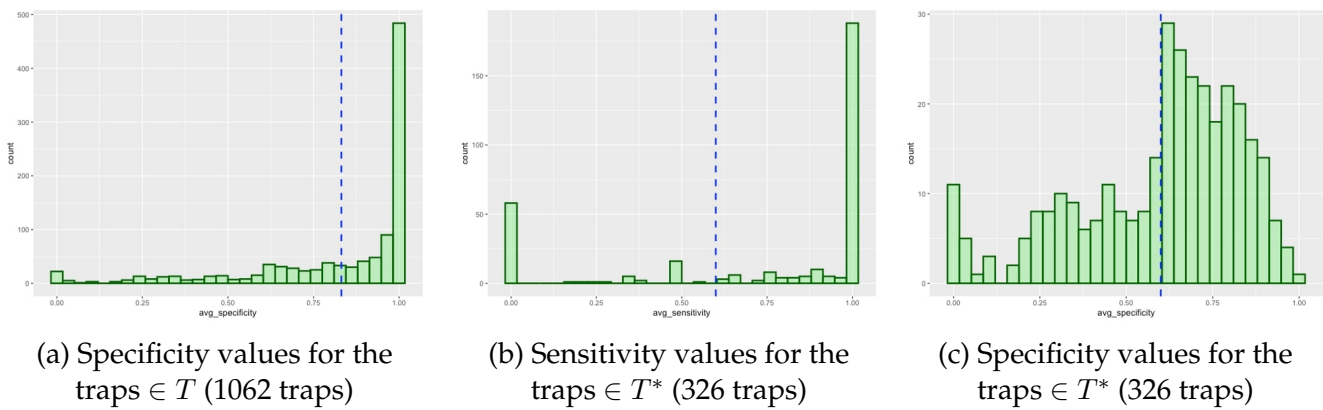 500
400
300
200
100
0
count
0.00 0.25 0.50 0.75 1.00
avg_specificity
(a) Specificity values for the
traps ∈ T (1062 traps)
150
100
50
0
count
0.00 0.25 0.50 0.75 1.00
avg_sensitivity
(b) Sensitivity values for the
traps ∈ T* (326 traps)
30
20
10
0
count
0.00 0.25 0.50 0.75 1.00
avg_specificity
(c) Specificity values for the
traps ∈ T* (326 traps)